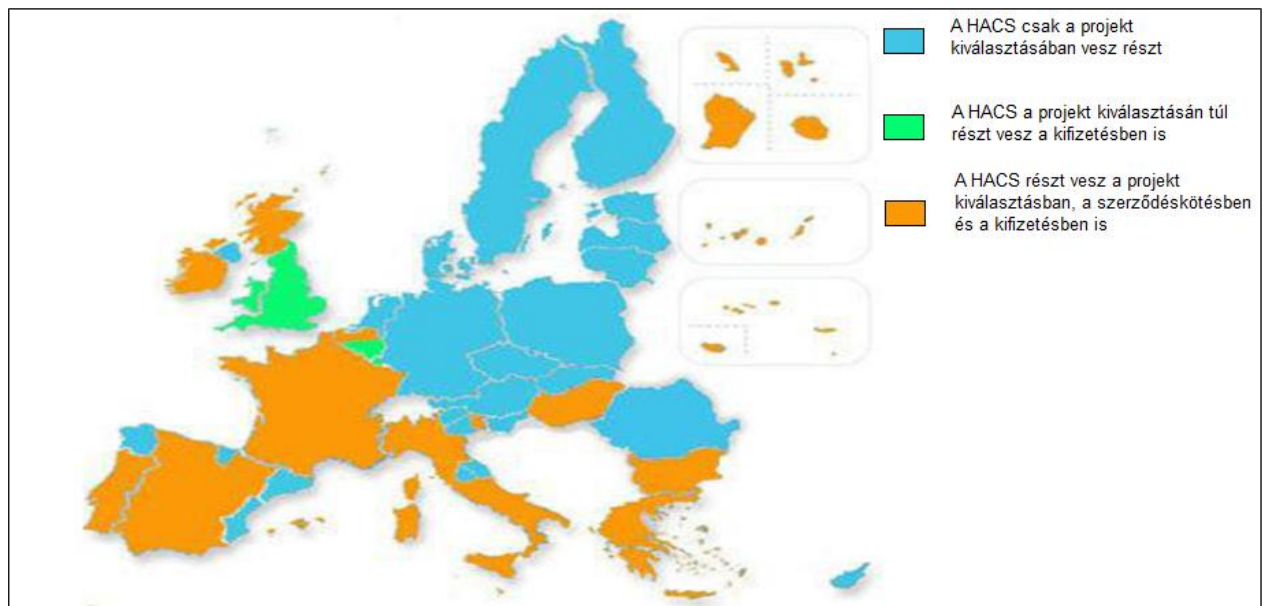 A HACS csak a projekt
kiválasztásában vesz részt
A HACS a projekt kiválasztásán túl
részt vesz a kifizetésben is
A HACS részt vesz a projekt
kiválasztásban, a szerződéskötésben
és a kifizetésben is